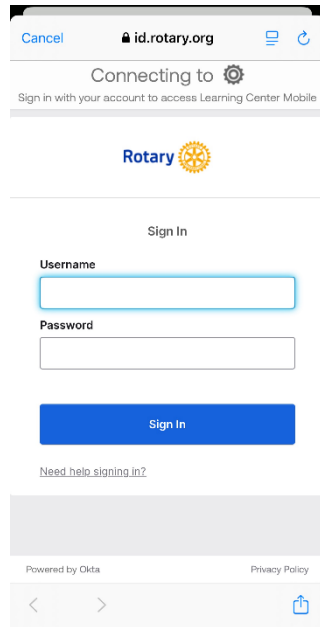 Cancel
id.rotary.org
Connecting to
Sign in with your account to access Learning Center Mobile
Rotary
Sign In
Username
Password
Sign In
Need help signing in?
Powered by Okta
Privacy Policy